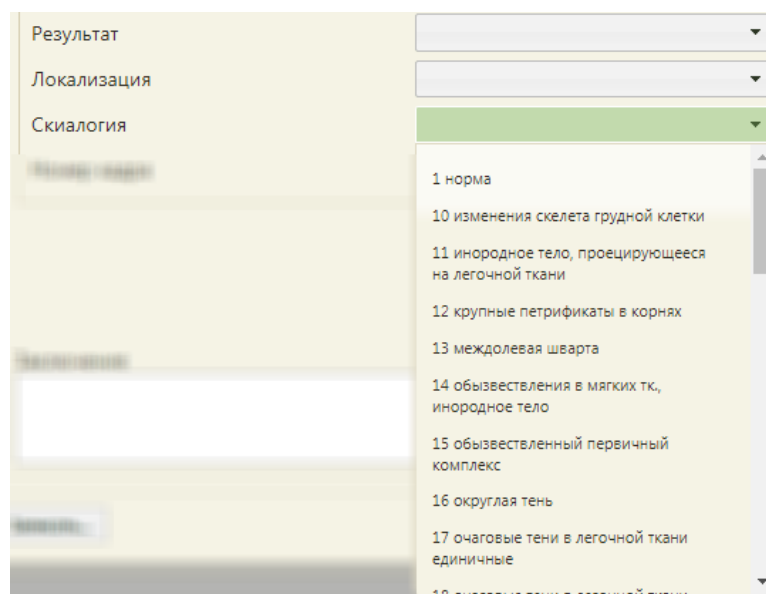 Результат
Локализация
Скиалогия
1 норма
10 изменения скелета грудной клетки
11 инородное тело, проецирующееся
на легочной ткани
12 крупные петрификаты в корнях
13 междолевая шварта
14 обызвествления в мягких тк.,
инородное тело
15 обызвествленный первичный
комплекс
16 округлая тень
17 очаговые тени в легочной ткани
единичные